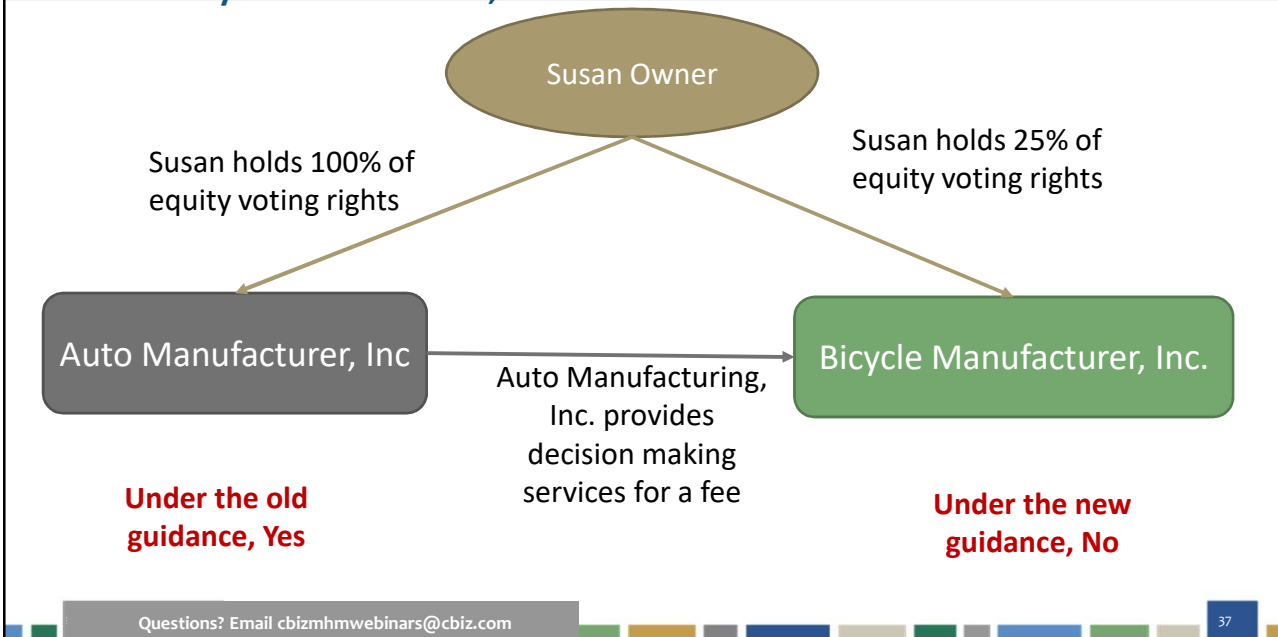 Susan Owner
Susan holds 100% of
equity voting rights
Susan holds 25% of
equity voting rights
Auto Manufacturer, Inc
Bicycle Manufacturer, Inc.
Auto Manufacturing,
Inc. provides
decision making
services for a fee
Under the old
guidance, Yes
Under the new
guidance, No
Questions? Email cbizmhmwebinars@cbiz.com
37